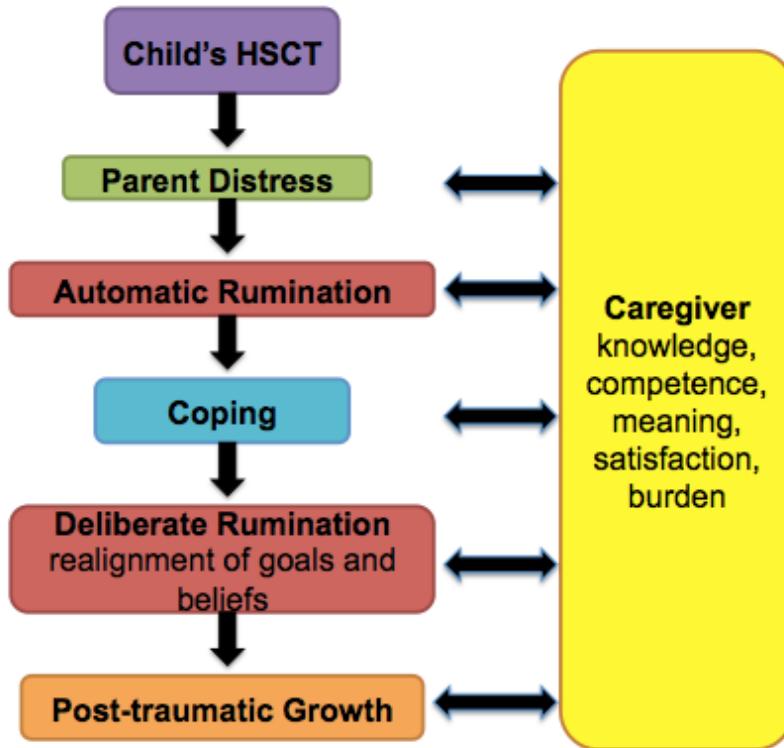 Child's HSCT
Parent Distress
Automatic Rumination
Coping
Deliberate Rumination
realignment of goals and
beliefs
Post-traumatic Growth
Caregiver
knowledge,
competence,
meaning,
satisfaction,
burden